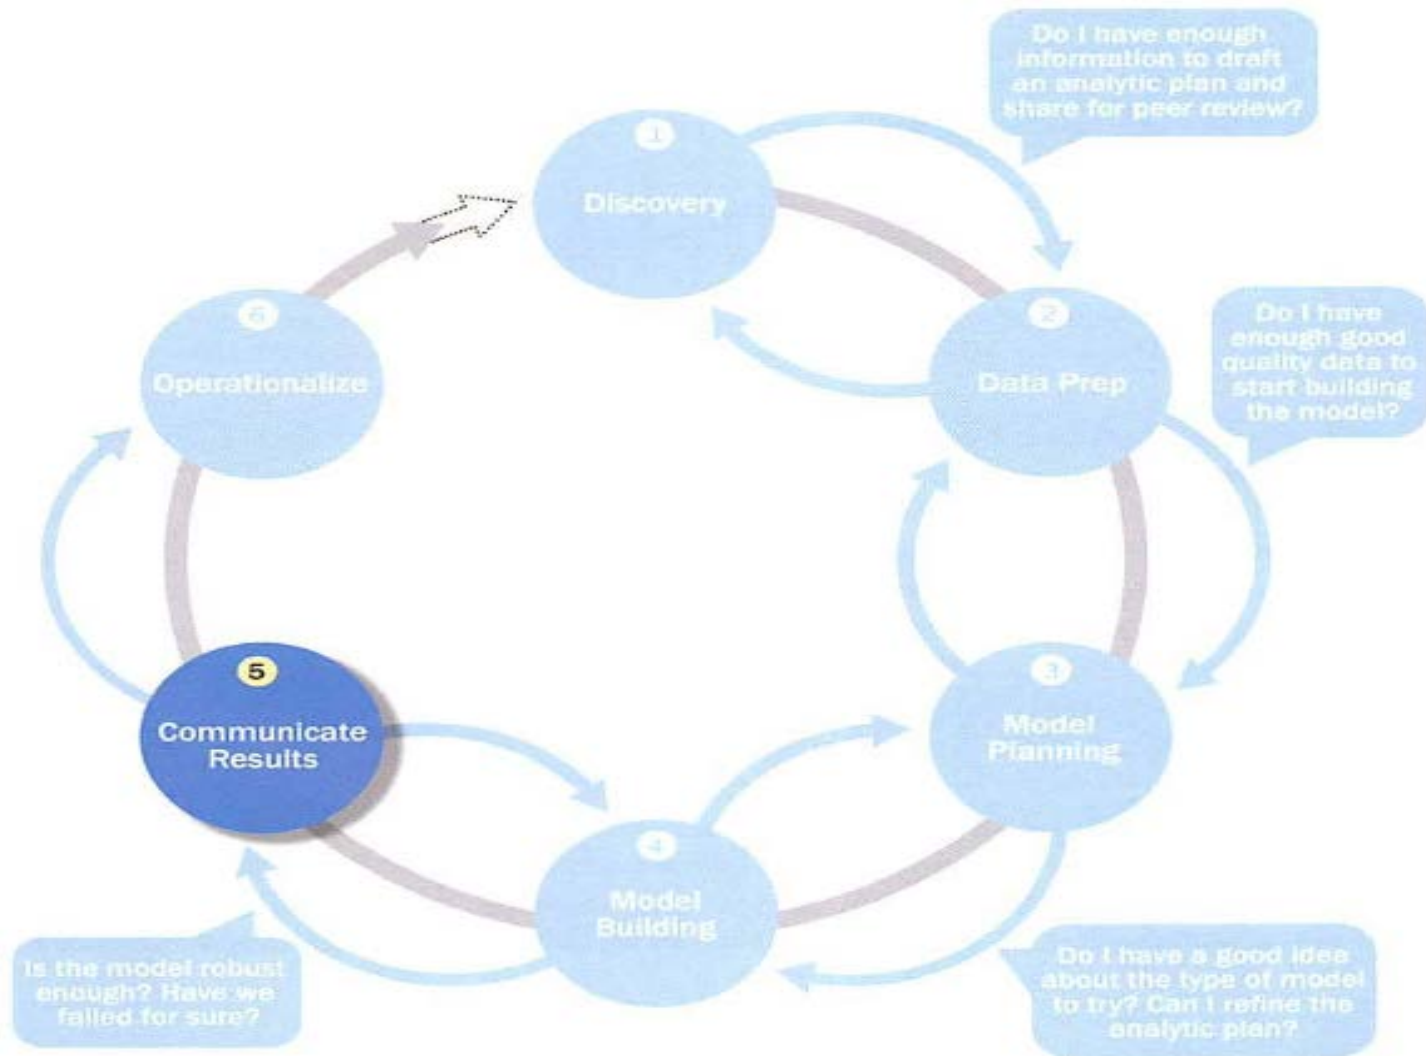 Do I have enough
information to draft
an analytic plan and
share for peer review?
1
Discovery
2
Data Prep
Do I have
enough good
quality data to
start building
the model?
6
Operationalize
5
Communicate
Results
3
Model
Planning
4
Model
Building
Is the model robust
enough? Have we
failed for sure?
Do I have a good idea
about the type of model
to try? Can I refine the
analytic plan?